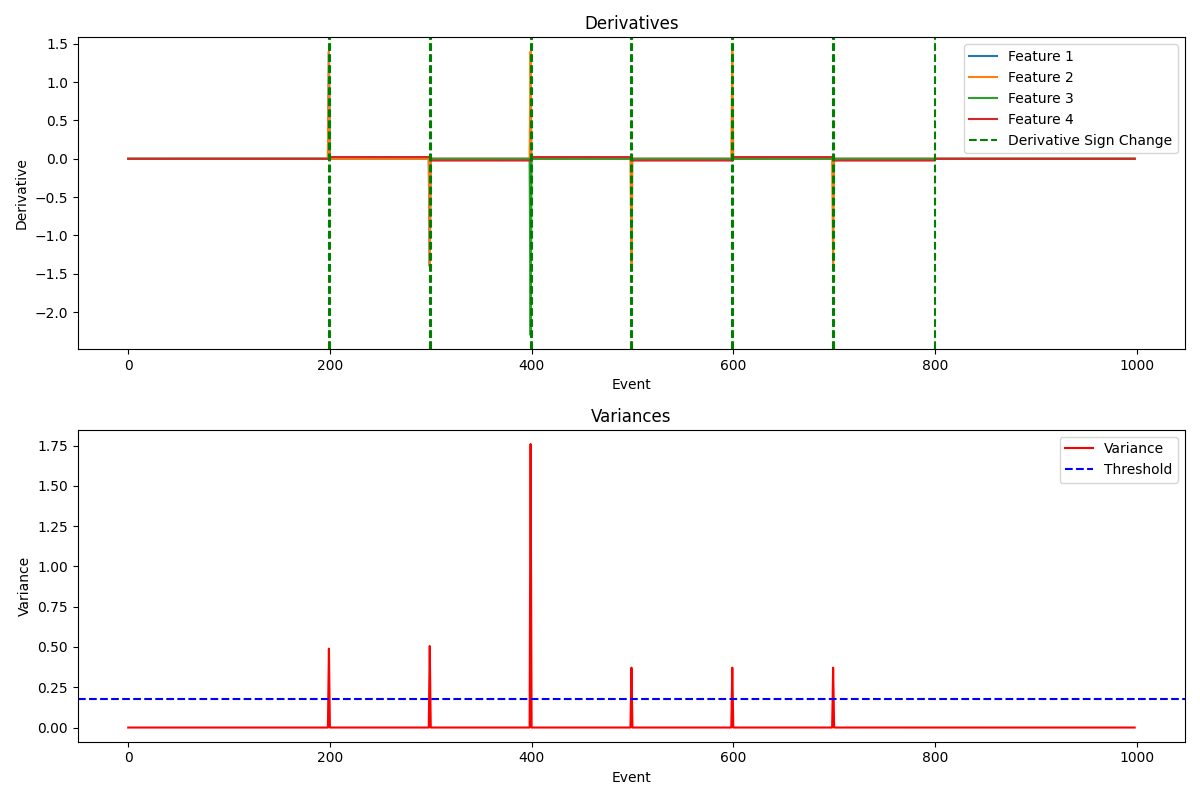 Derivatives
1.5
1.0
0.5
0.0
−0.5
−1.0
−1.5
−2.0
Derivative
Feature 1
Feature 2
Feature 3
Feature 4
Derivative Sign Change
0 200 400 600 800 1000
Event
Variances
1.75
1.50
1.25
1.00
0.75
0.50
0.25
0.00
Variance
Variance
Threshold
0 200 400 600 800 1000
Event